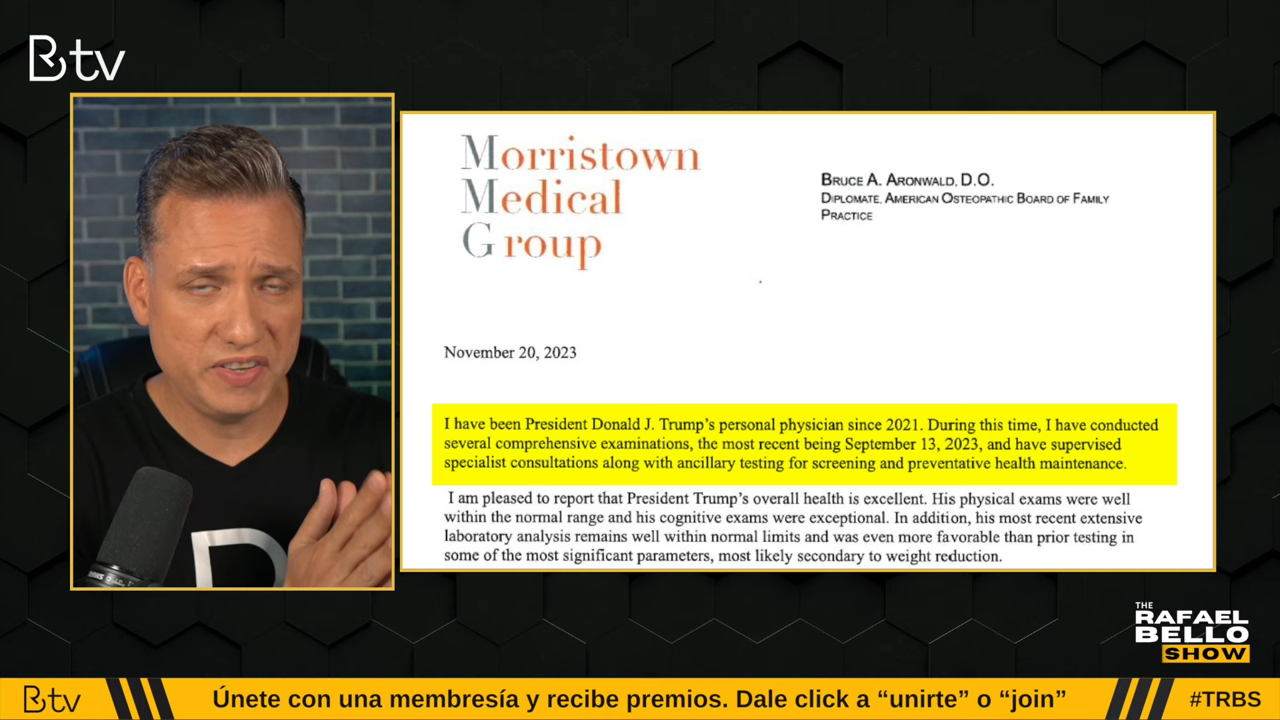 Btv
Morristown
Medical
Group
BRUCE A. ARONWALD, D.O.
DIPLOMATE, AMERICAN OSTEOPATHIC BOARD OF FAMILY
PRACTICE
November 20, 2023
I have been President Donald J. Trump's personal physician since 2021. During this time, I have conducted
several comprehensive examinations, the most recent being September 13, 2023, and have supervised
specialist consultations along with ancillary testing for screening and preventative health maintenance.
I am pleased to report that President Trump's overall health is excellent. His physical exams were well
within the normal range and his cognitive exams were exceptional. In addition, his most recent extensive
laboratory analysis remains well within normal limits and was even more favorable than prior testing in
some of the most significant parameters, most likely secondary to weight reduction.
THE
RAFAEL
BELLO
SHOW
Btv
Únete con una membresía y recibe premios. Dale click a “unirte” o “join”
#TRBS